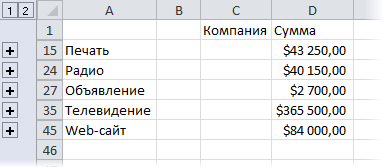 1 2 A B C D
1 Компания Сумма
15 Печать $43 250,00
24 Радио $40 150,00
27 Объявление $2 700,00
35 Телевидение $365 500,00
45 Web-сайт $84 000,00
46